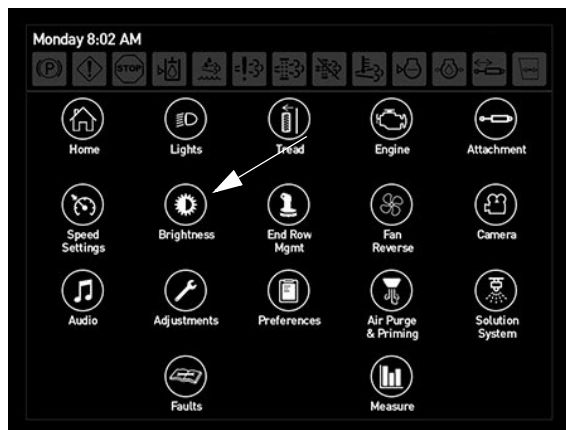 Monday 8:02 AM
P
STOP
Home
Lights
Tread
Engine
Attachment
Speed
Settings
Brightness
End Row
Mgmt
Fan
Reverse
Camera
Audio
Adjustments
Preferences
Air Purge
& Priming
Solution
System
Faults
Measure